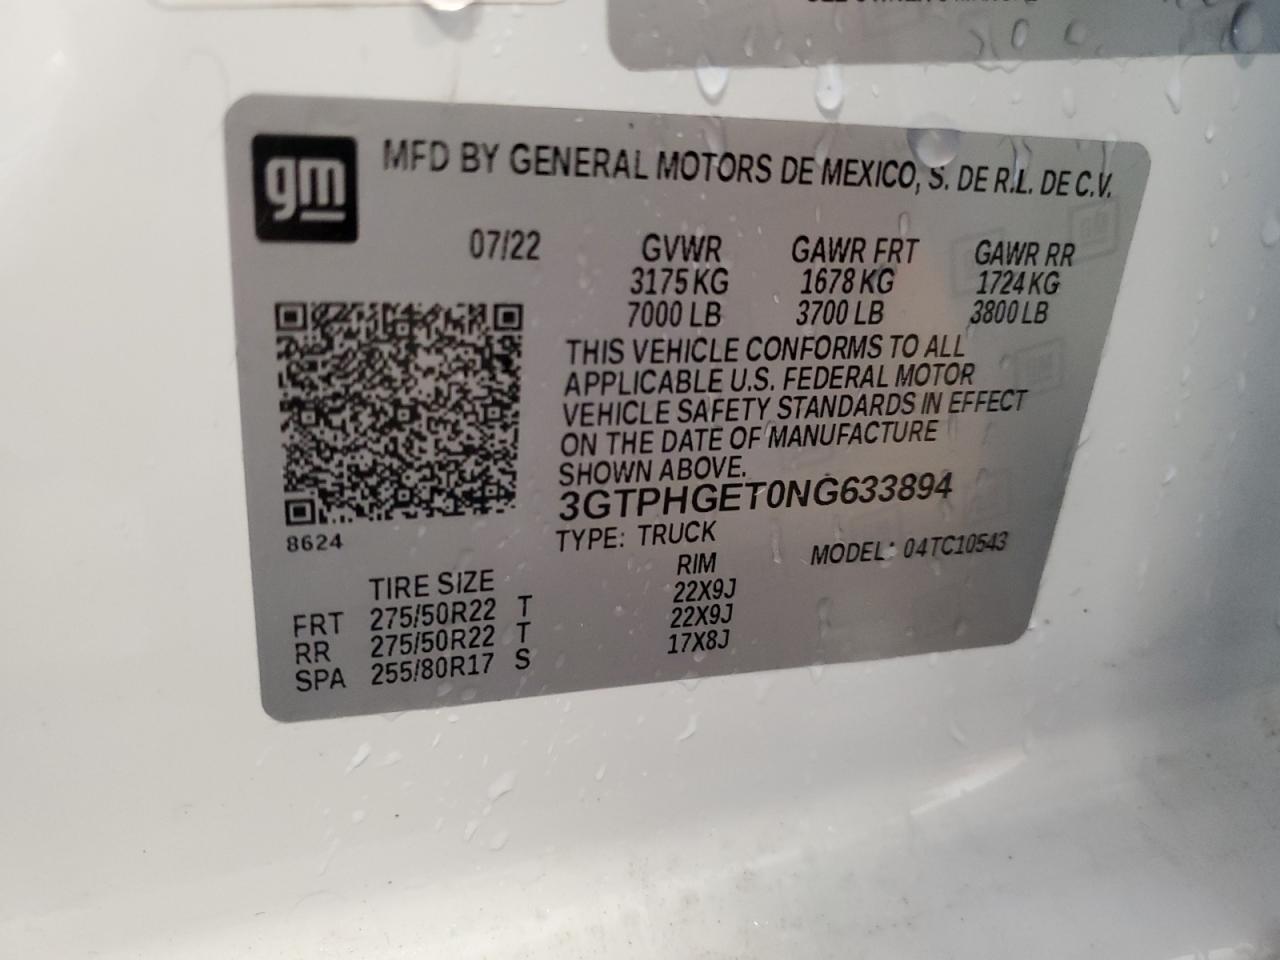 gm
MFD BY GENERAL MOTORS DE MEXICO, S. DE R.L. DE C.V.
07/22 GVWR GAWR FRT GAWR RR
3175 KG 1678 KG 1724 KG
7000 LB 3700 LB 3800 LB
THIS VEHICLE CONFORMS TO ALL
APPLICABLE U.S. FEDERAL MOTOR
VEHICLE SAFETY STANDARDS IN EFFECT
ON THE DATE OF MANUFACTURE
SHOWN ABOVE.
3GTPHGET0NG633894
8624 TYPE: TRUCK MODEL: 04TC10543
TIRE SIZE RIM
FRT 275/50R22 T 22X9J
RR 275/50R22 T 22X9J
SPA 255/80R17 S 17X8J